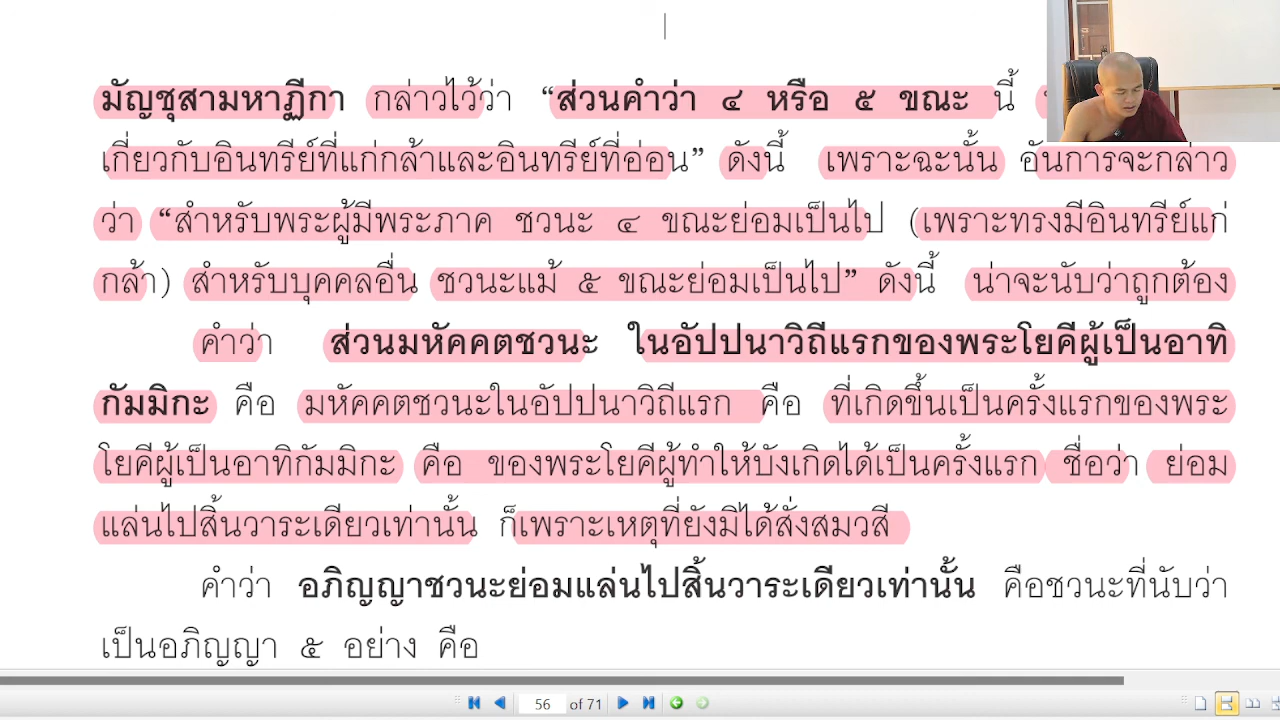 มัญชุสามหาฏีกา กล่าวไว้ว่า “ส่วนคำว่า ๔ หรือ ๕ ขณะ นี้
เกี่ยวกับอินทรีย์ที่แก่กล้าและอินทรีย์ที่อ่อน” ดังนี้ เพราะฉะนั้น อันการจะกล่าว
ว่า “สำหรับพระผู้มีพระภาค ชวนะ ๔ ขณะย่อมเป็นไป (เพราะทรงมีอินทรีย์แก่
กล้า) สำหรับบุคคลอื่น ชวนะแม้ ๕ ขณะย่อมเป็นไป” ดังนี้ น่าจะนับว่าถูกต้อง
คำว่า ส่วนมหัคคตชวนะ ในอัปปนาวิถีแรกของพระโยคีผู้เป็นอาทิ
กัมมิกะ คือ มหัคคตชวนะในอัปปนาวิถีแรก คือ ที่เกิดขึ้นเป็นครั้งแรกของพระ
โยคีผู้เป็นอาทิกัมมิกะ คือ ของพระโยคีผู้ทำให้บังเกิดได้เป็นครั้งแรก ชื่อว่า ย่อม
แล่นไปสิ้นวาระเดียวเท่านั้น ก็เพราะเหตุที่ยังมิได้สั่งสมวสี
คำว่า อภิญญาชวนะย่อมแล่นไปสิ้นวาระเดียวเท่านั้น คือชวนะที่นับว่า
เป็นอภิญญา ๕ อย่าง คือ
56 of 71